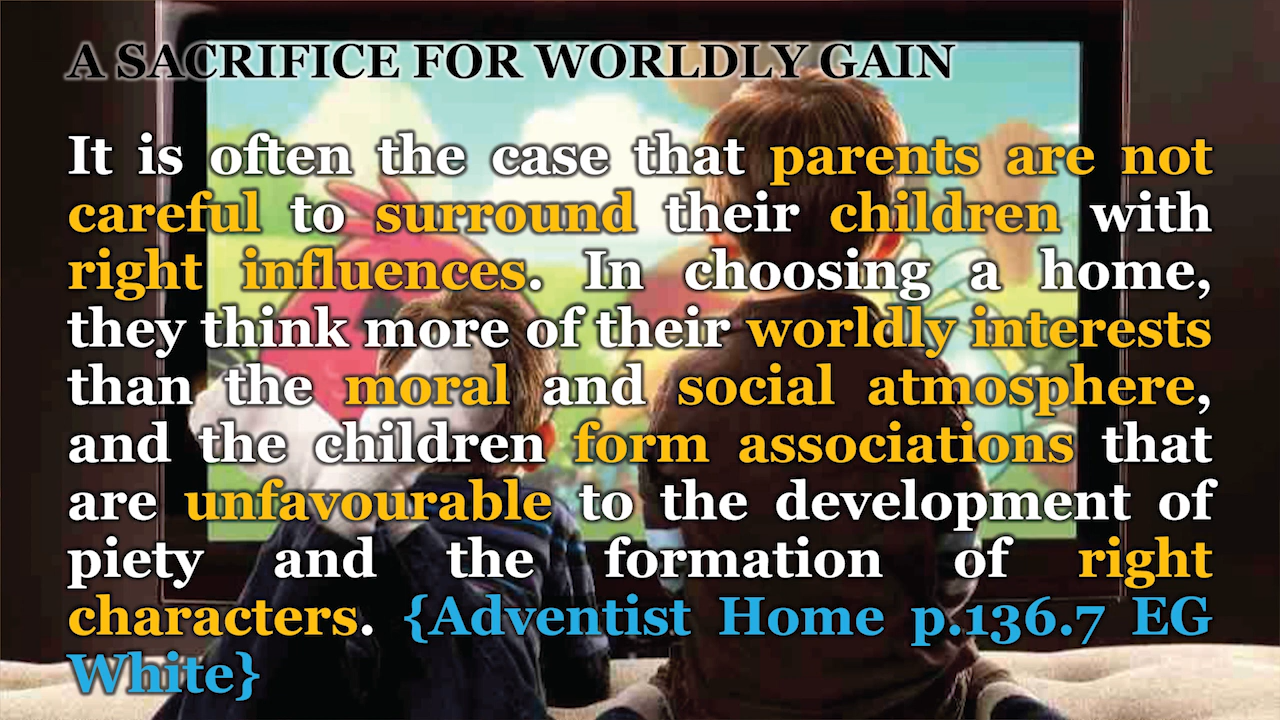 A SACRIFICE FOR WORLDLY GAIN
It is often the case that parents are not
careful to surround their children with
right influences. In choosing a home,
they think more of their worldly interests
than the moral and social atmosphere,
and the children form associations that
are unfavourable to the development of
piety and the formation of right
characters. {Adventist Home p.136.7 EG
White}